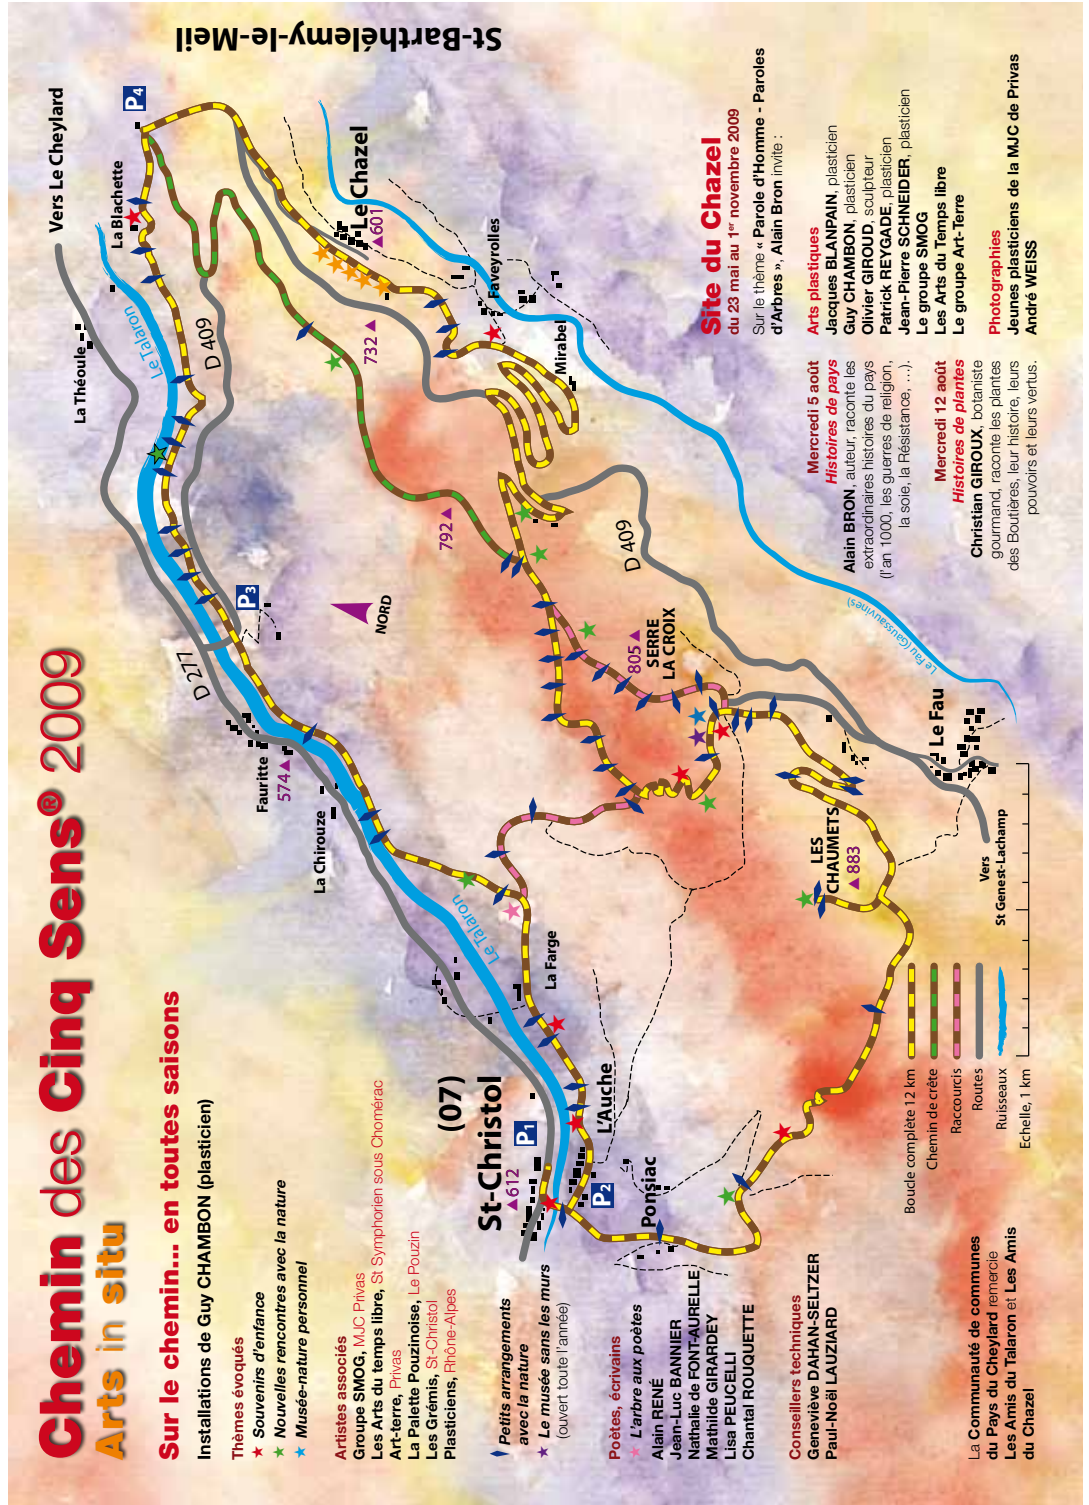 Chemin des Cinq Sens® 2009
Arts in situ
Sur le chemin... en toutes saisons
Installations de Guy CHAMBON (plasticien)
Thèmes évoqués
Souvenirs d'enfance
Nouvelles rencontres avec la nature
Musée-nature personnel
Artistes associés
Groupe SMOG, MJC Privas
Les Arts du temps libre, St Symphorien sous Chomérac
Art-terre, Privas
La Palette Pouzinoise, Le Pouzin
Les Grémis, St-Christol
Plasticiens, Rhône-Alpes
Petits arrangements
avec la nature
Le musée sans les murs
(ouvert toute l'année)
Poètes, écrivains
L'arbre aux poètes
Alain RENÉ
Jean-Luc BANNIER
Nathalie de FONT-AURELLE
Mathilde GIRARDEY
Lisa PEUCELLI
Chantal ROUQUETTE
Conseillers techniques
Geneviève DAHAN-SELTZER
Paul-Noël LAUZIARD
La Communauté de communes
du Pays du Cheylard remercie
Les Amis du Talaron et Les Amis
du Chazel
St-Christol
(07)
612
P1
P2
L'Auche
Ponsiac
La Farge
Le Talaron
La Chirouze
Fauritte
574
D 277
P3
NORD
La Théoule
Vers Le Cheylard
Le Talaron
La Blachette
P4
D 409
St-Barthélemy-le-Meil
Le Chazel
601
732
Faveyrolles
Mirabel
792
D 409
805
SERRE
LA CROIX
Le Fau (Gaussauvines)
Le Fau
LES
CHAUMETS
883
Vers
St Genest-Lachamp
Boucle complète 12 km
Chemin de crête
Raccourcis
Routes
Ruisseaux
Echelle, 1 km
Site du Chazel
du 23 mai au 1er novembre 2009
Sur le thème « Parole d'Homme - Paroles
d'Arbres », Alain Bron invite :
Arts plastiques
Jacques BLANPAIN, plasticien
Guy CHAMBON, plasticien
Olivier GIROUD, sculpteur
Patrick REYGADE, plasticien
Jean-Pierre SCHNEIDER, plasticien
Le groupe SMOG
Les Arts du Temps libre
Le groupe Art-Terre
Photographies
Jeunes plasticiens de la MJC de Privas
André WEISS
Mercredi 5 août
Histoires de pays
Alain BRON, auteur, raconte les
extraordinaires histoires du pays
(l'an 1000, les guerres de religion,
la soie, la Résistance, …).
Mercredi 12 août
Histoires de plantes
Christian GIROUX, botaniste
gourmand, raconte les plantes
des Boutières, leur histoire, leurs
pouvoirs et leurs vertus.